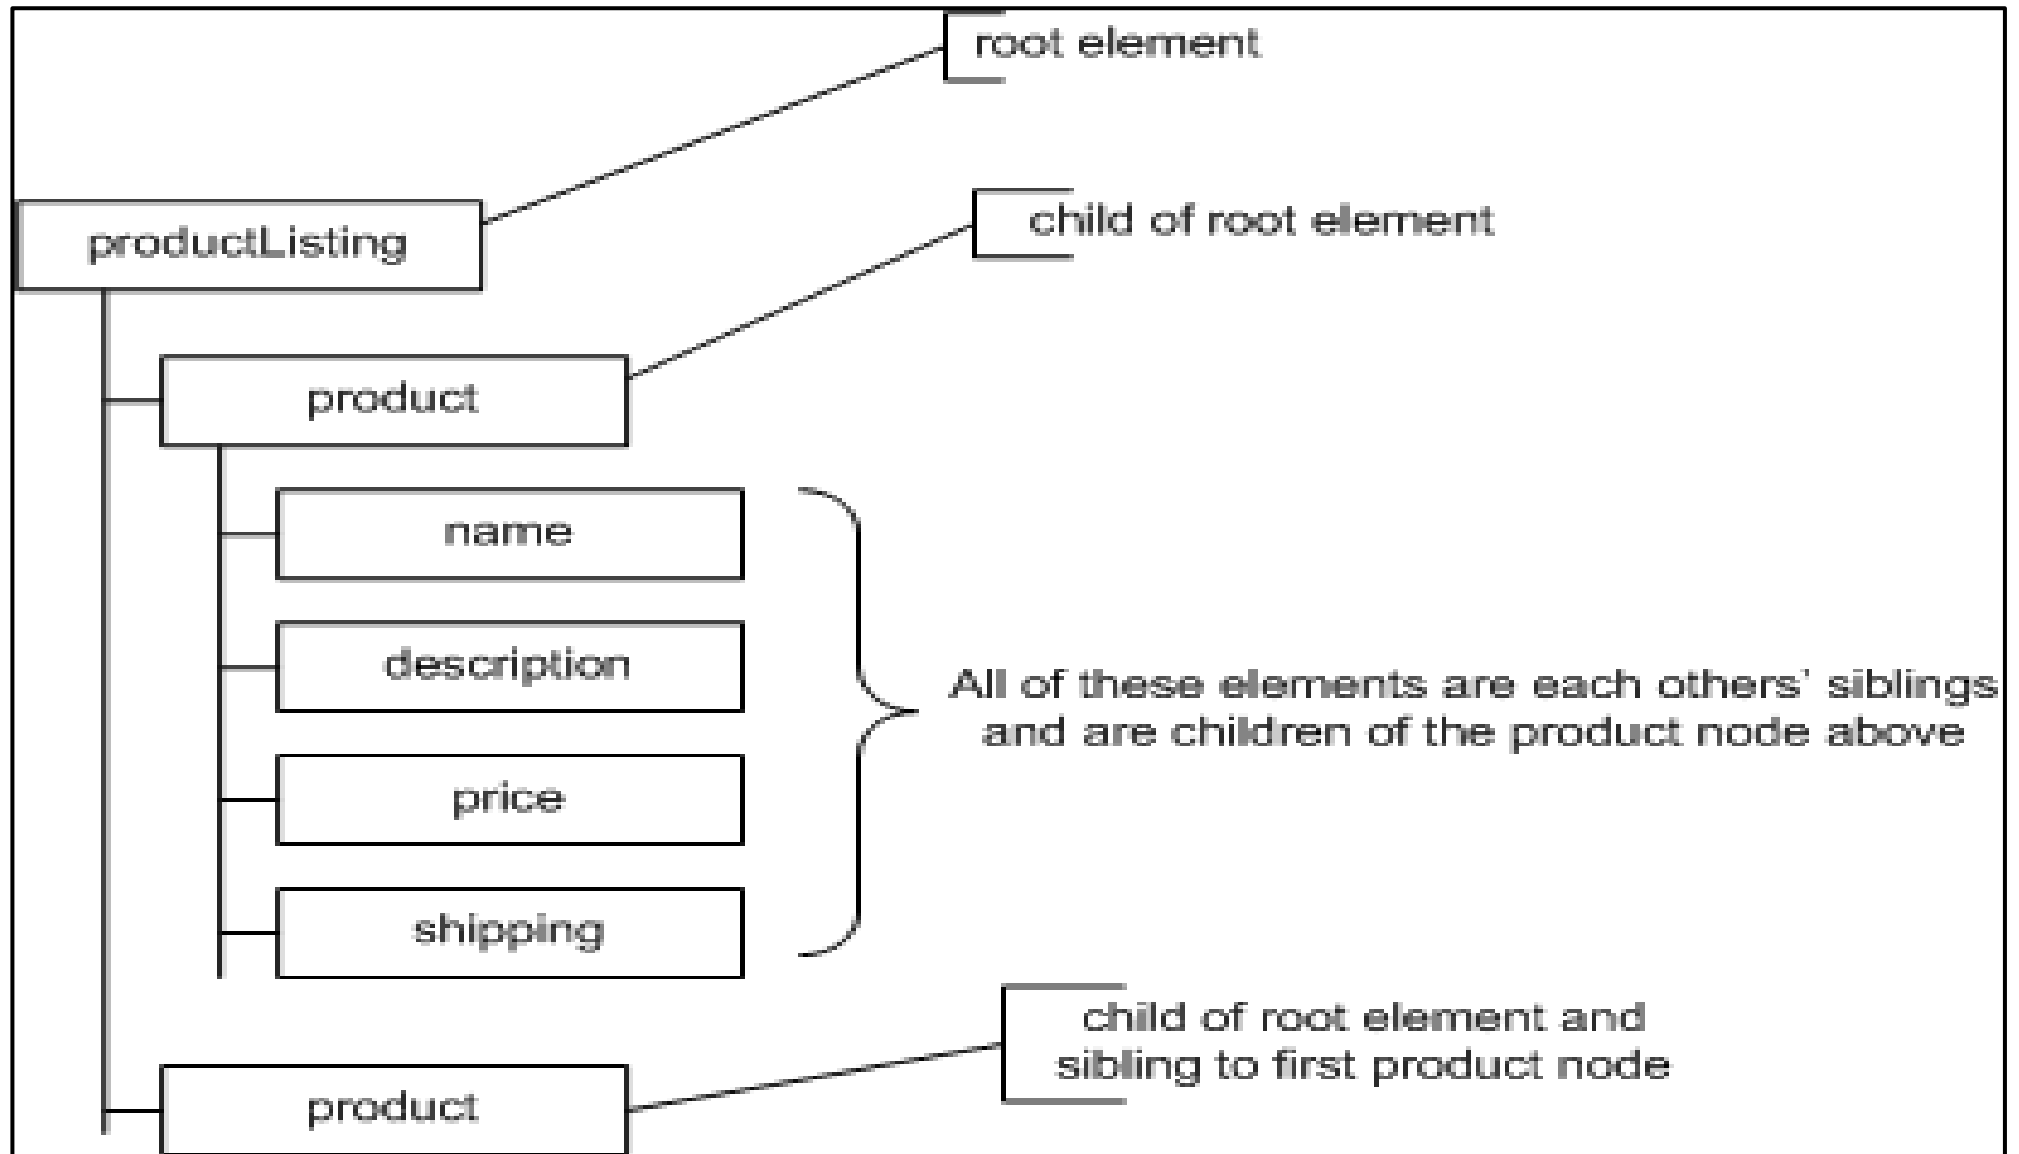 root element
productListing
child of root element
product
name
description
All of these elements are each others' siblings
and are children of the product node above
price
shipping
child of root element and
sibling to first product node
product